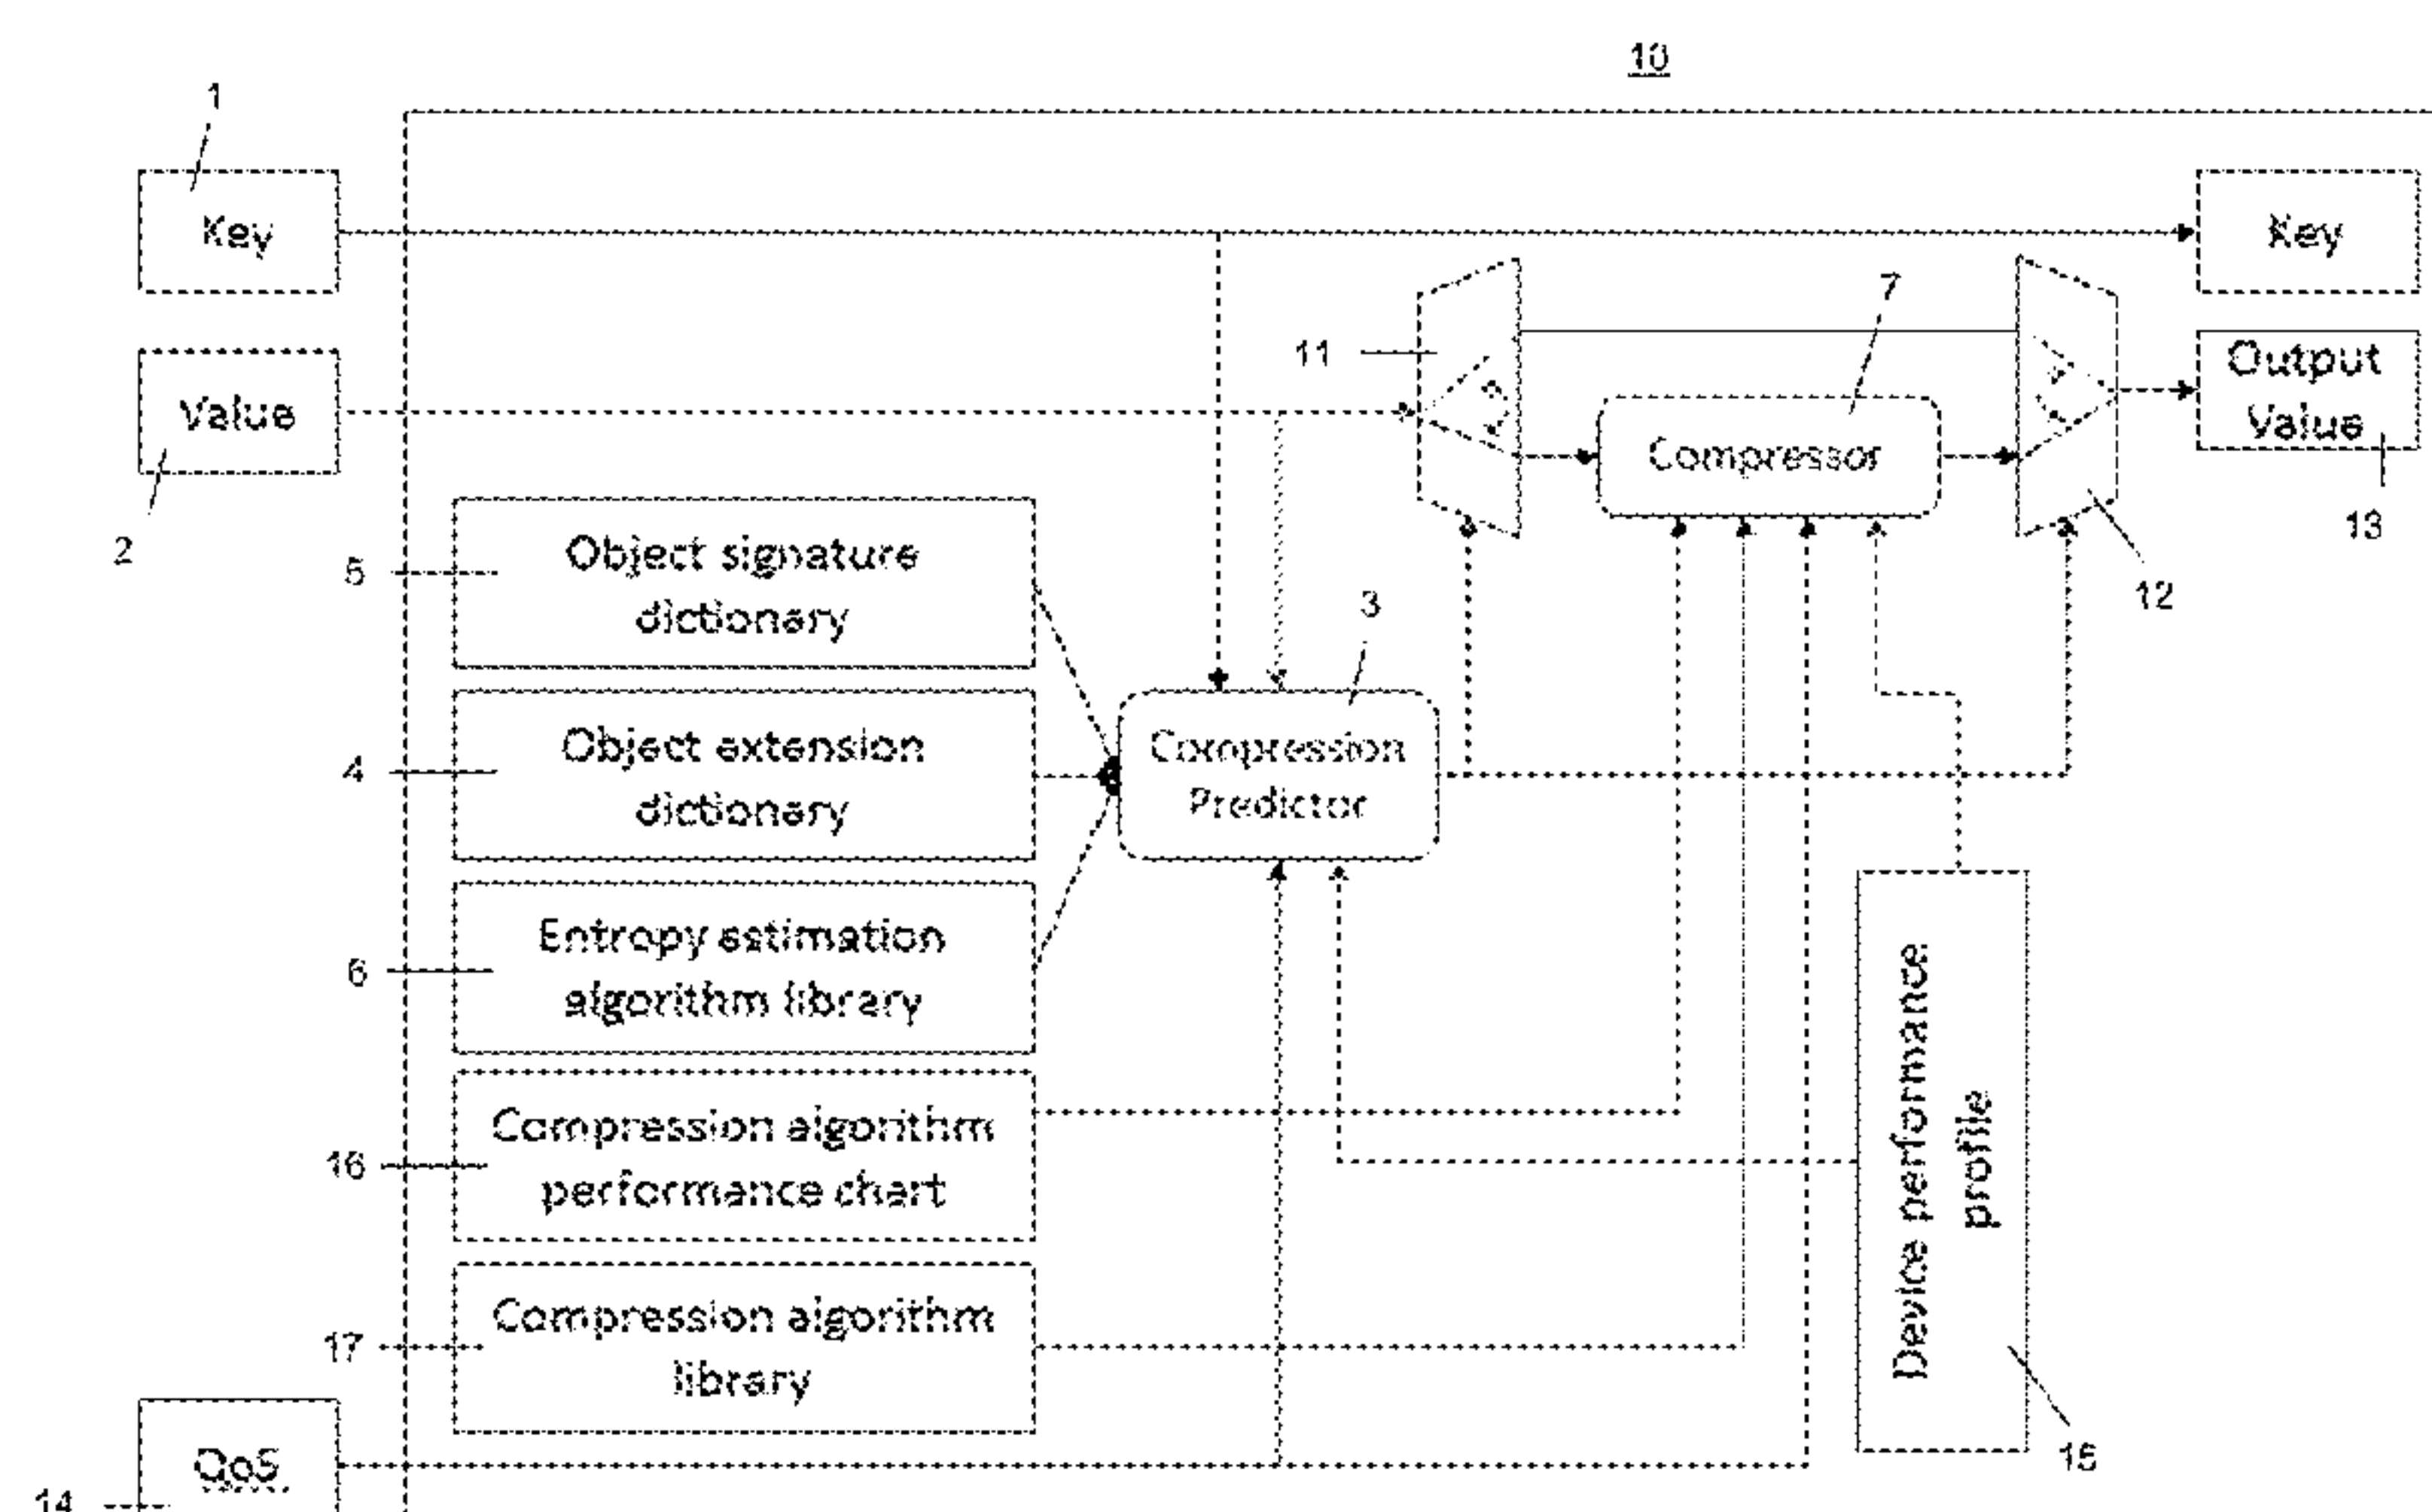 10
1
Key
Key
7
11
Output
Value
Value
Compressor
2
13
5
Object signature
dictionary
12
3
4
Object extension
dictionary
Compression
Predictor
6
Entropy estimation
algorithm library
Device performance
profile
16
Compression algorithm
performance chart
17
Compression algorithm
library
15
QoS
14